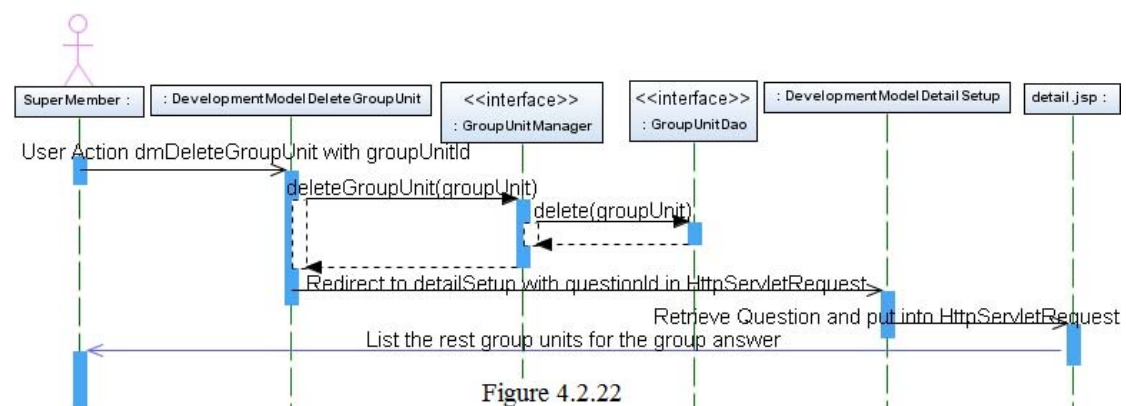 SuperMember :
: DevelopmentModelDeleteGroupUnit
<<interface>>
: GroupUnitManager
<<interface>>
: GroupUnitDao
: DevelopmentModelDetailSetup
detail.jsp :
User Action dmDeleteGroupUnit with groupUnitId
deleteGroupUnit(groupUnit)
delete(groupUnit)
Redirect to detailSetup with questionId in HttpServletRequest
Retrieve Question and put into HttpServletRequest
List the rest group units for the group answer
Figure 4.2.22